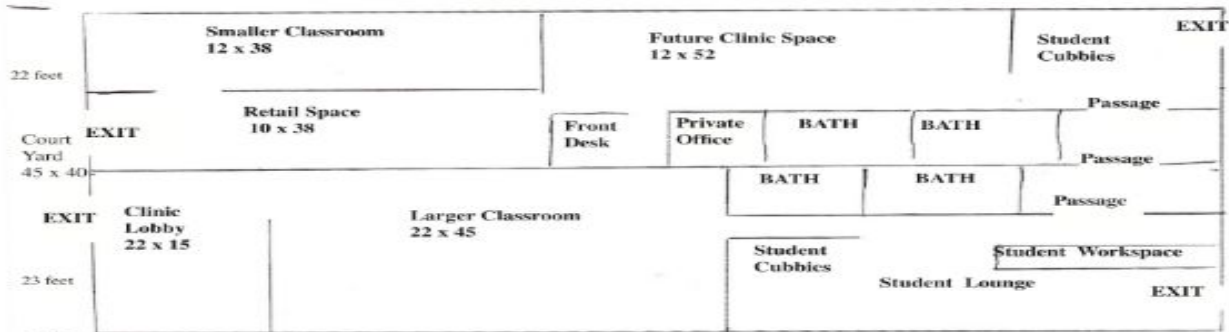 Smaller Classroom
12 x 38
Future Clinic Space
12 x 52
Student
Cubbies
EXIT
22 feet
Retail Space
10 x 38
Passage
EXIT
Front
Desk
Private
Office
BATH
BATH
Court
Yard
45 x 40
Passage
BATH
BATH
Passage
EXIT
Clinic
Lobby
22 x 15
Larger Classroom
22 x 45
Student
Cubbies
Student Workspace
23 feet
Student Lounge
EXIT